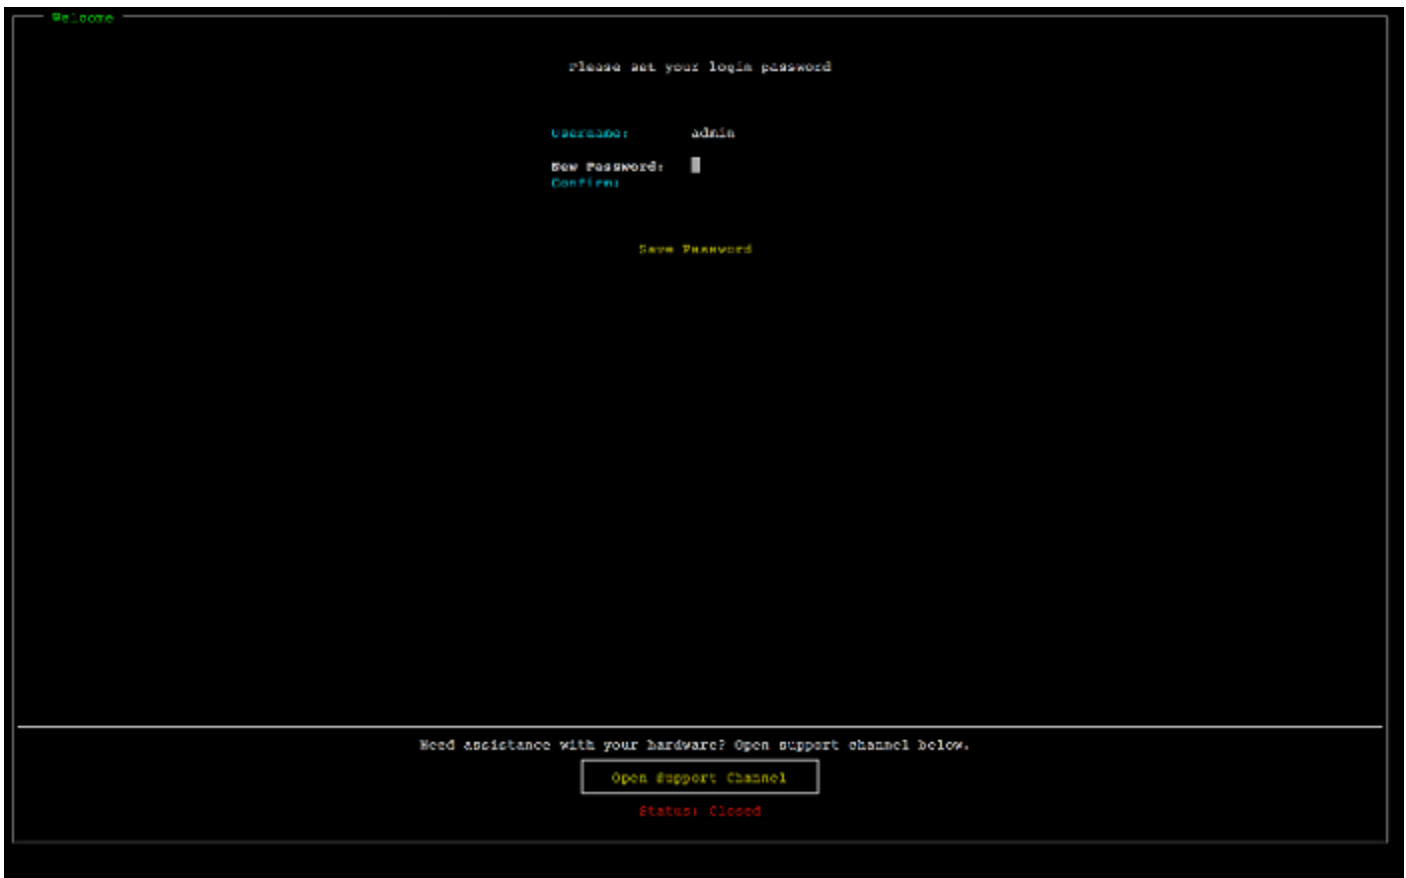 Welcome
Please set your login password
Username: admin
New Password:
Confirm:
Save Password
Need assistance with your hardware? Open support channel below.
Open Support Channel
Status: Closed